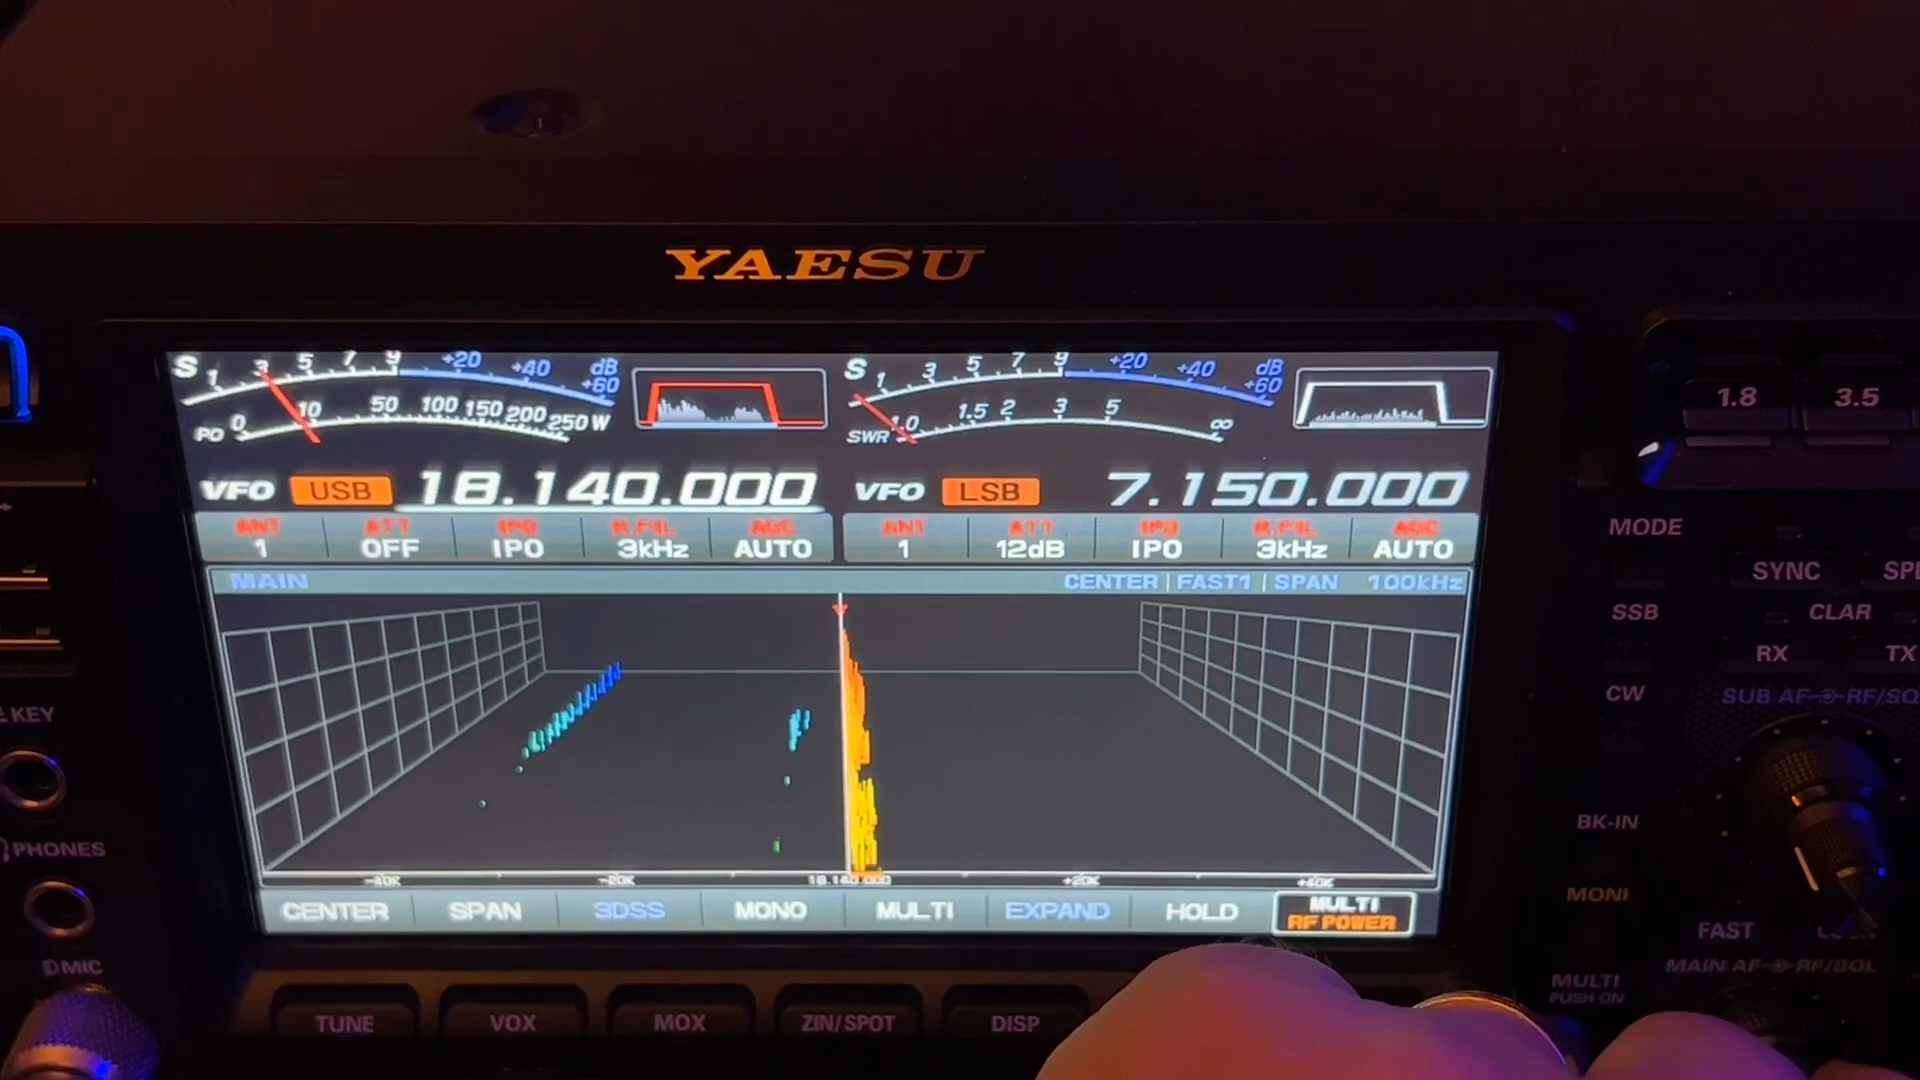 YAESU
S 1 3 5 7 9 +20 +40 +60 dB
PO 0 10 50 100 150 200 250 W
S 1 3 5 7 9 +20 +40 +60 dB
SWR 1.0 1.5 2 3 5 ∞
VFO USB 18.140.000
VFO LSB 7.150.000
ANT ATT IPO R.FIL AGC
1 OFF IPO 3kHz AUTO
ANT ATT IPO R.FIL AGC
1 12dB IPO 3kHz AUTO
MAIN CENTER | FAST1 | SPAN 100kHz
-40K -20K 18.140.000 +20K +40K
CENTER SPAN 3DSS MONO MULTI EXPAND HOLD MULTI
RF POWER
TUNE VOX MOX ZIN/SPOT DISP
KEY
PHONES
MIC
1.8 3.5
MODE
SYNC SPL
SSB CLAR
RX TX
CW
SUB AF RF/SQ
BK-IN
MONI
FAST
MAIN AF RF/SQL
MULTI
PUSH ON